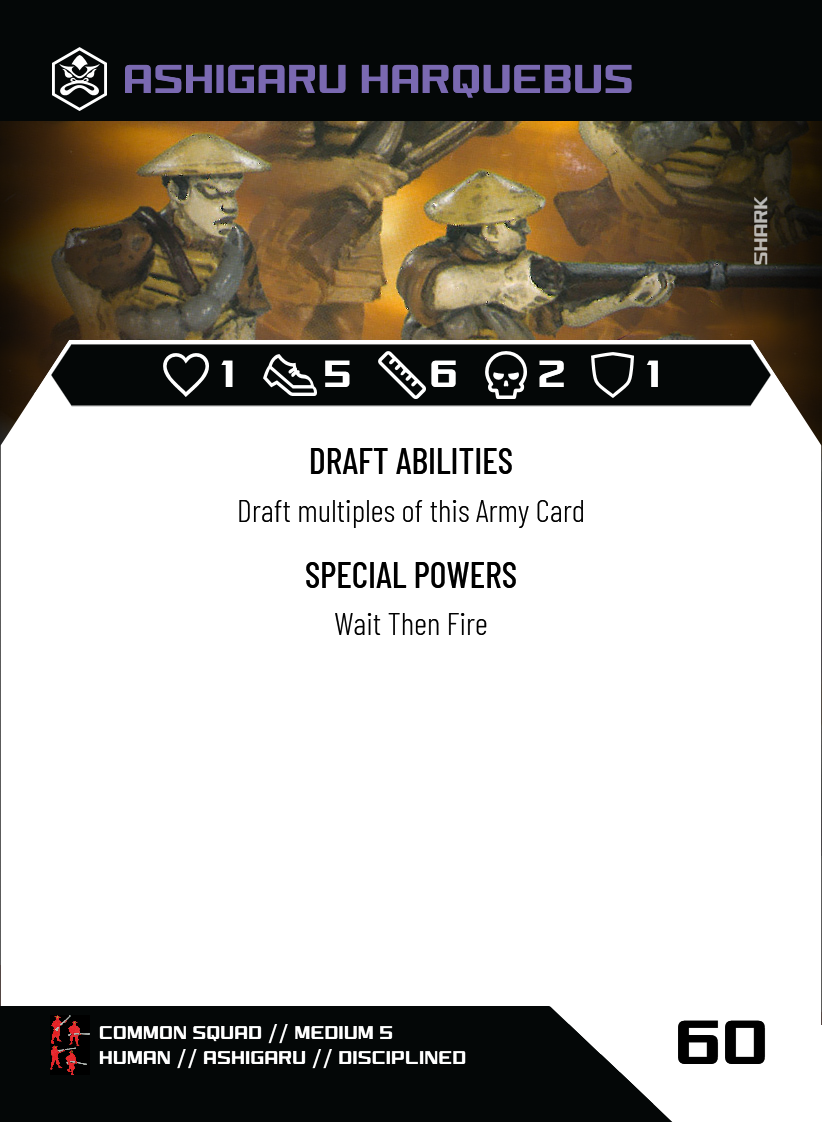 ASHIGARU HARQUEBUS
SHARK
1 5 6 2 1
DRAFT ABILITIES
Draft multiples of this Army Card
SPECIAL POWERS
Wait Then Fire
COMMON SQUAD // MEDIUM 5
HUMAN // ASHIGARU // DISCIPLINED
60